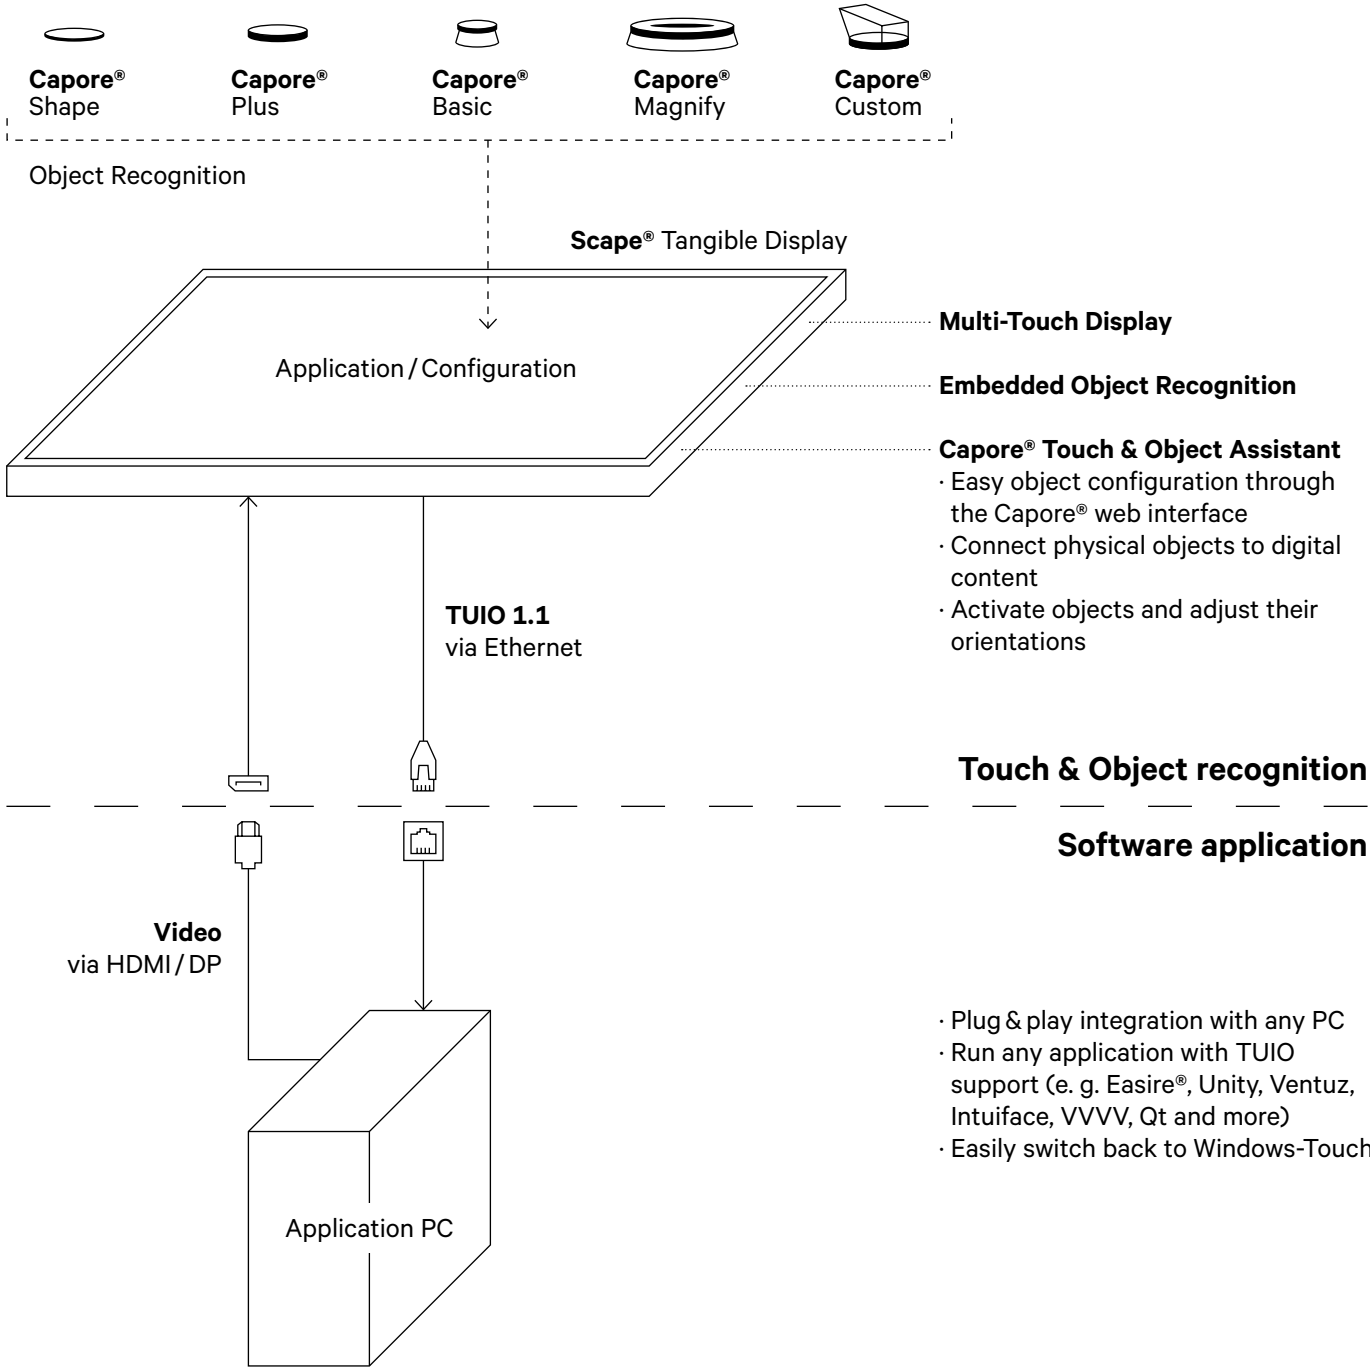 Capore® Capore® Capore® Capore® Capore®
Shape Plus Basic Magnify Custom
Object Recognition
Scape® Tangible Display
Application / Configuration
Multi-Touch Display
Embedded Object Recognition
Capore® Touch & Object Assistant
· Easy object configuration through
the Capore® web interface
· Connect physical objects to digital
content
· Activate objects and adjust their
orientations
TUIO 1.1
via Ethernet
Touch & Object recognition
Software application
Video
via HDMI / DP
· Plug & play integration with any PC
· Run any application with TUIO
support (e. g. Easire®, Unity, Ventuz,
Intuiface, VVVV, Qt and more)
· Easily switch back to Windows-Touch
Application PC